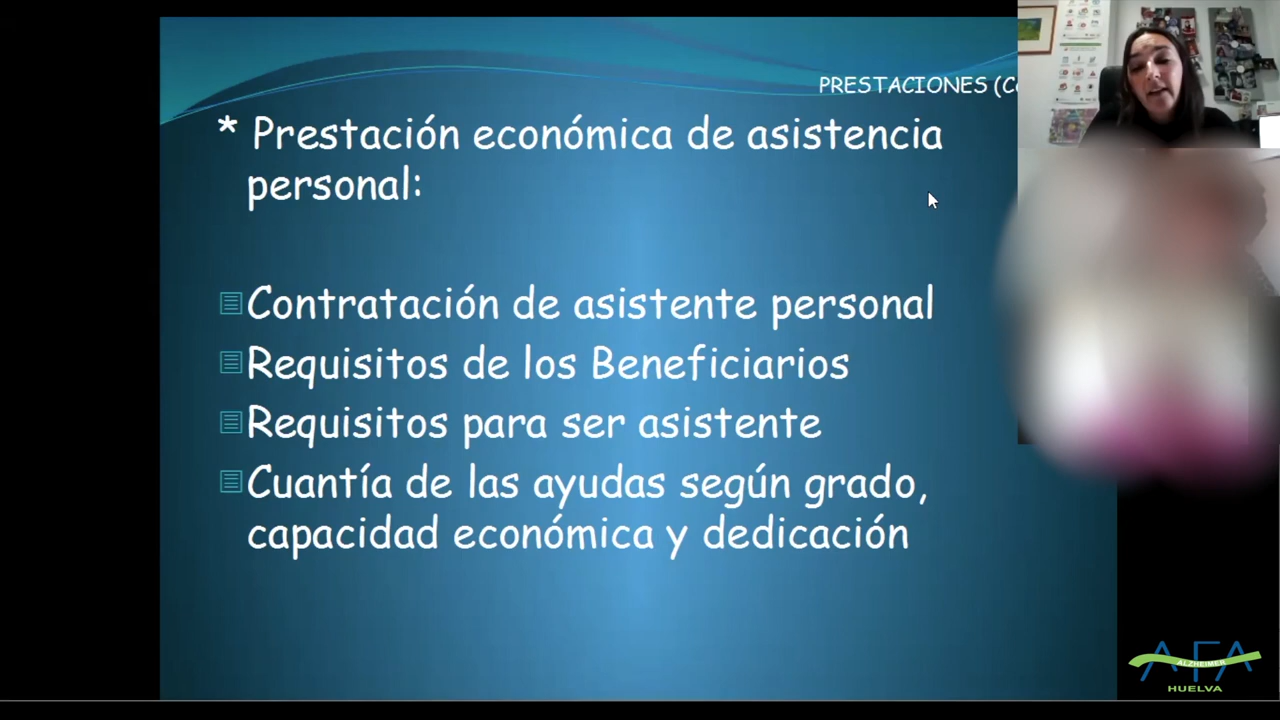 PRESTACIONES
* Prestación económica de asistencia
personal:
Contratación de asistente personal
Requisitos de los Beneficiarios
Requisitos para ser asistente
Cuantía de las ayudas según grado,
capacidad económica y dedicación
AFA
ALZHEIMER
HUELVA